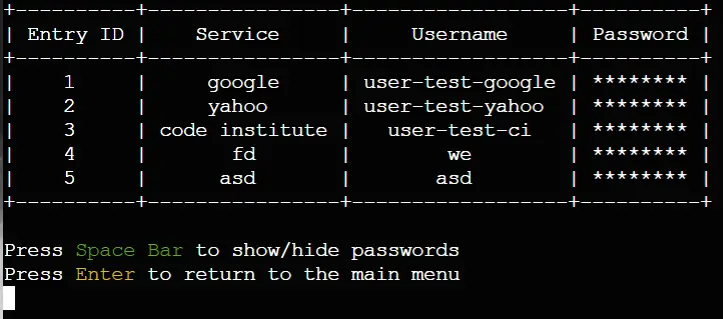 +----------+----------------+------------------+----------+
| Entry ID |    Service     |     Username     | Password |
+----------+----------------+------------------+----------+
|    1     |     google     | user-test-google | ******** |
|    2     |     yahoo      | user-test-yahoo  | ******** |
|    3     | code institute |   user-test-ci   | ******** |
|    4     |       fd       |        we        | ******** |
|    5     |      asd       |       asd        | ******** |
+----------+----------------+------------------+----------+
Press Space Bar to show/hide passwords
Press Enter to return to the main menu